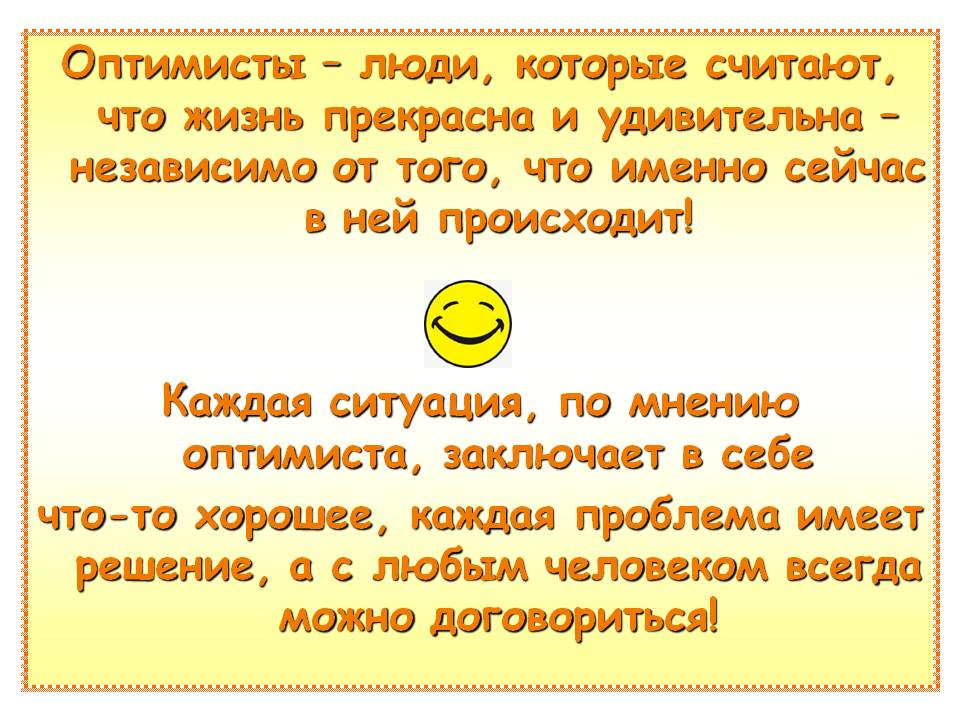 Оптимисты – люди, которые считают,
что жизнь прекрасна и удивительна –
независимо от того, что именно сейчас
в ней происходит!
Каждая ситуация, по мнению
оптимиста, заключает в себе
что-то хорошее, каждая проблема имеет
решение, а с любым человеком всегда
можно договориться!